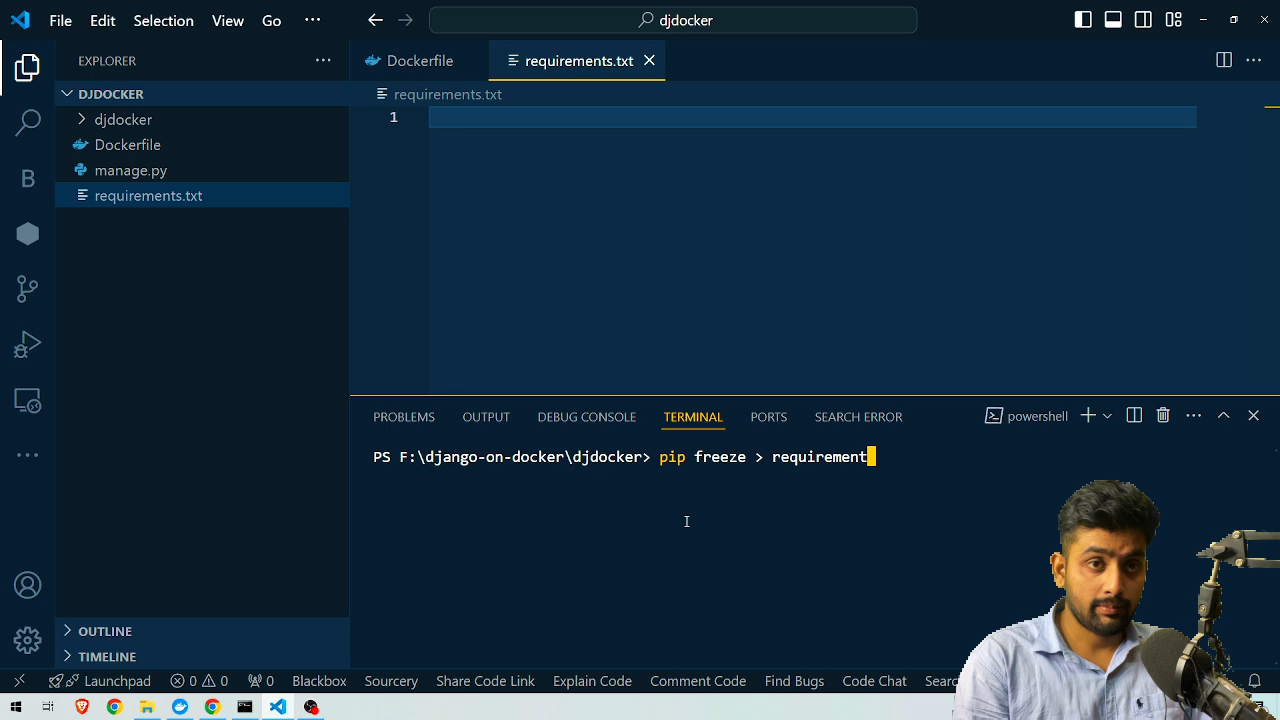 File Edit Selection View Go ···
djdocker
EXPLORER ···
DJDOCKER
djdocker
Dockerfile
manage.py
requirements.txt
OUTLINE
TIMELINE
Dockerfile requirements.txt
requirements.txt
1
PROBLEMS OUTPUT DEBUG CONSOLE TERMINAL PORTS SEARCH ERROR powershell
PS F:\django-on-docker\djdocker> pip freeze > requirement
Launchpad 0 0 0 Blackbox Sourcery Share Code Link Explain Code Comment Code Find Bugs Code Chat Sear